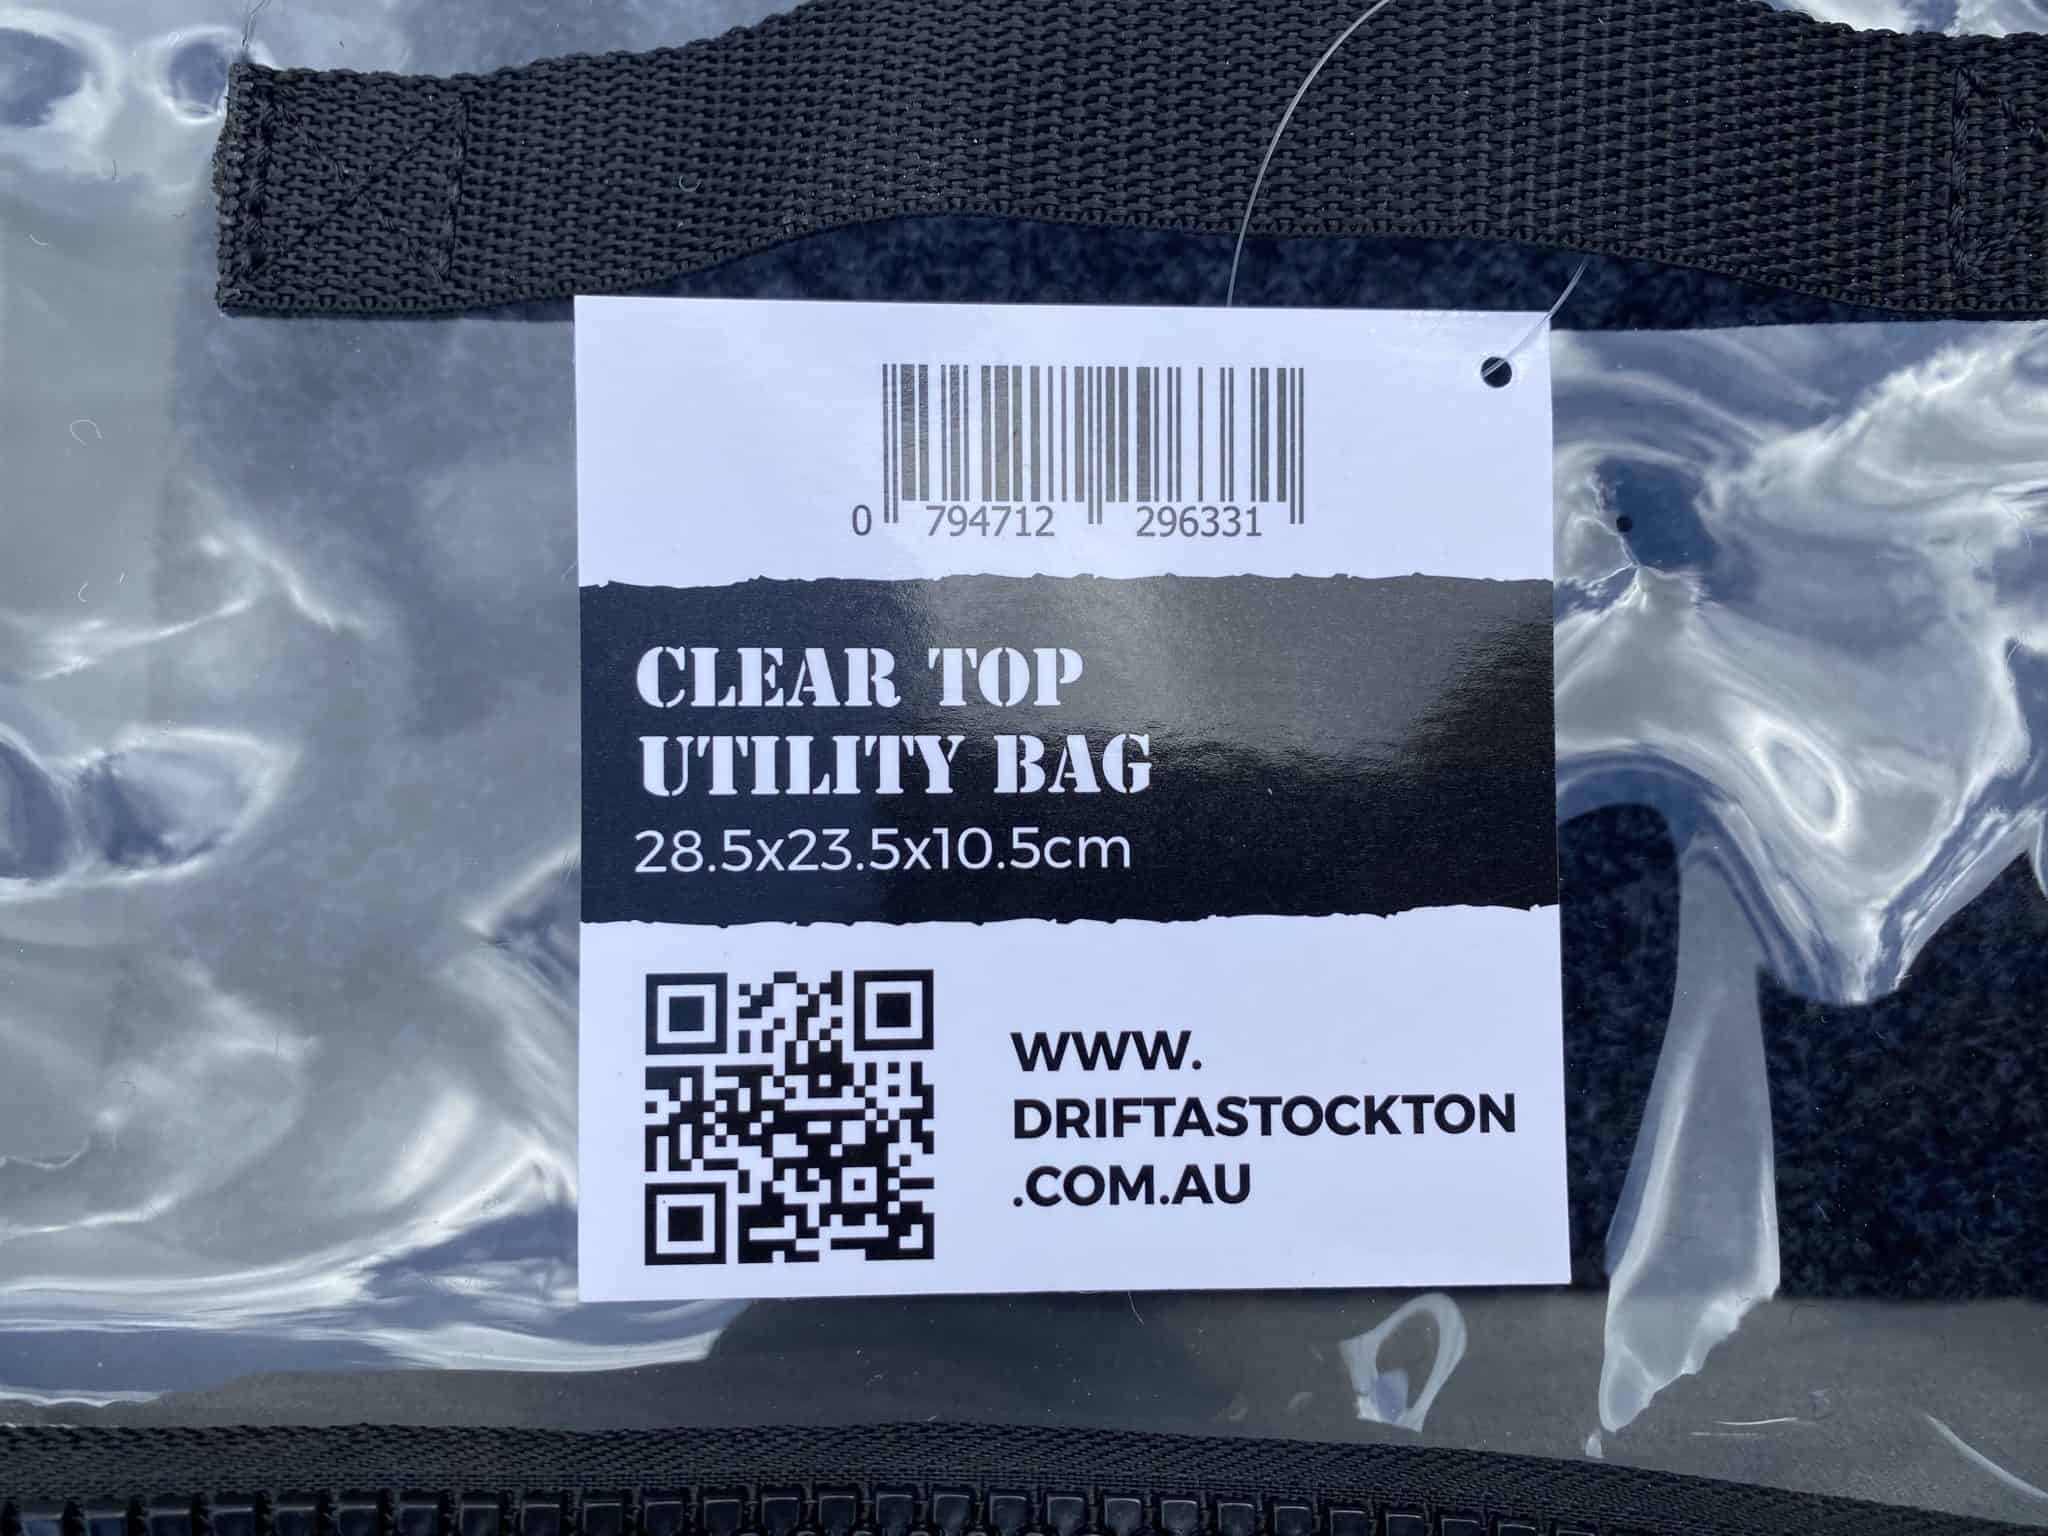 0 794712 296331
CLEAR TOP
UTILITY BAG
28.5x23.5x10.5cm
WWW.
DRIFTASTOCKTON
.COM.AU